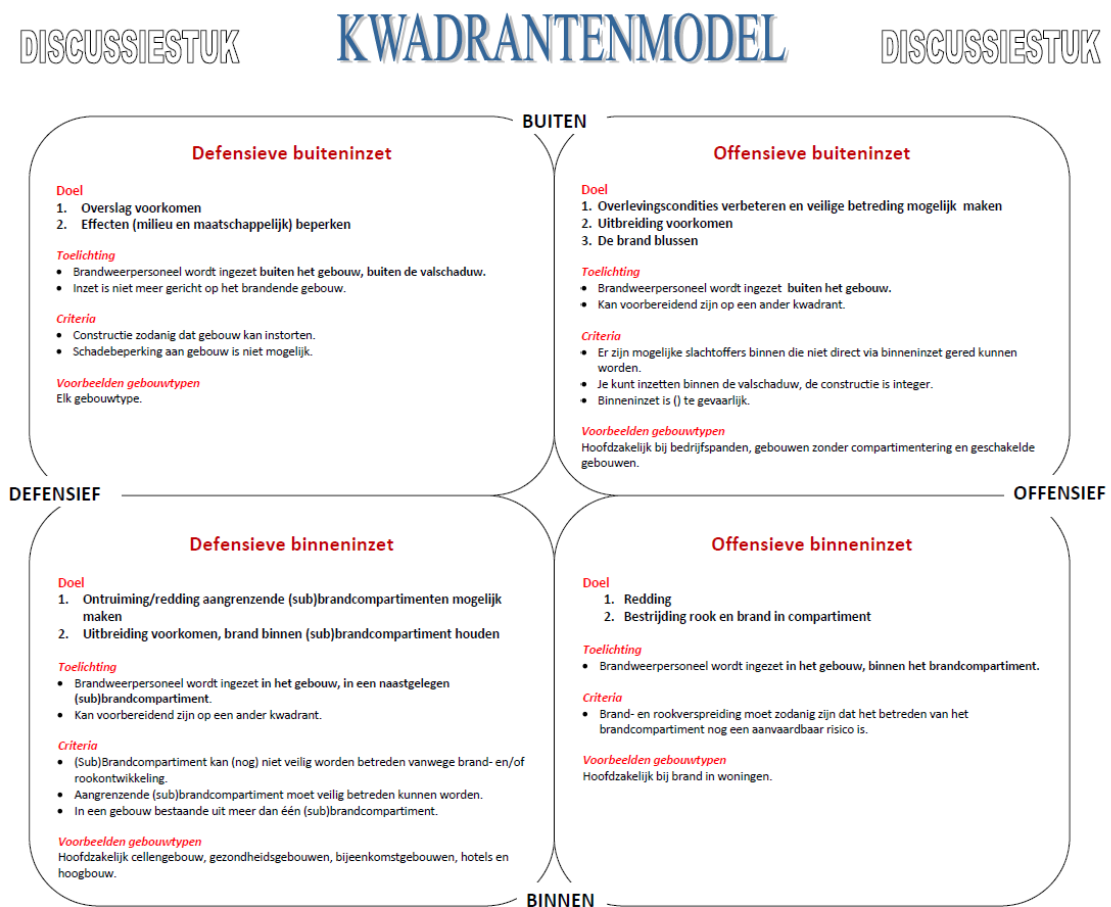 DISCUSSIESTUK
KWADRANTENMODEL
DISCUSSIESTUK
BUITEN
Defensieve buiteninzet
Doel
1. Overslag voorkomen
2. Effecten (milieu en maatschappelijk) beperken
Toelichting
• Brandweerpersoneel wordt ingezet buiten het gebouw, buiten de valschaduw.
• Inzet is niet meer gericht op het brandende gebouw.
Criteria
• Constructie zodanig dat gebouw kan instorten.
• Schadebeperking aan gebouw is niet mogelijk.
Voorbeelden gebouwtypen
Elk gebouwtype.
Offensieve buiteninzet
Doel
1. Overlevingscondities verbeteren en veilige betreding mogelijk maken
2. Uitbreiding voorkomen
3. De brand blussen
Toelichting
• Brandweerpersoneel wordt ingezet buiten het gebouw.
• Kan voorbereidend zijn op een ander kwadrant.
Criteria
• Er zijn mogelijke slachtoffers binnen die niet direct via binneninzet gered kunnen
worden.
• Je kunt inzetten binnen de valschaduw, de constructie is integer.
• Binneninzet is () te gevaarlijk.
Voorbeelden gebouwtypen
Hoofdzakelijk bij bedrijfspanden, gebouwen zonder compartimentering en geschakelde
gebouwen.
DEFENSIEF
OFFENSIEF
Defensieve binneninzet
Doel
1. Ontruiming/redding aangrenzende (sub)brandcompartimenten mogelijk
maken
2. Uitbreiding voorkomen, brand binnen (sub)brandcompartiment houden
Toelichting
• Brandweerpersoneel wordt ingezet in het gebouw, in een naastgelegen
(sub)brandcompartiment.
• Kan voorbereidend zijn op een ander kwadrant.
Criteria
• (Sub)Brandcompartiment kan (nog) niet veilig worden betreden vanwege brand- en/of
rookontwikkeling.
• Aangrenzende (sub)brandcompartiment moet veilig betreden kunnen worden.
• In een gebouw bestaande uit meer dan één (sub)brandcompartiment.
Voorbeelden gebouwtypen
Hoofdzakelijk cellengebouw, gezondheidsgebouwen, bijeenkomstgebouwen, hotels en
hoogbouw.
Offensieve binneninzet
Doel
1. Redding
2. Bestrijding rook en brand in compartiment
Toelichting
• Brandweerpersoneel wordt ingezet in het gebouw, binnen het brandcompartiment.
Criteria
• Brand- en rookverspreiding moet zodanig zijn dat het betreden van het
brandcompartiment nog een aanvaardbaar risico is.
Voorbeelden gebouwtypen
Hoofdzakelijk bij brand in woningen.
BINNEN